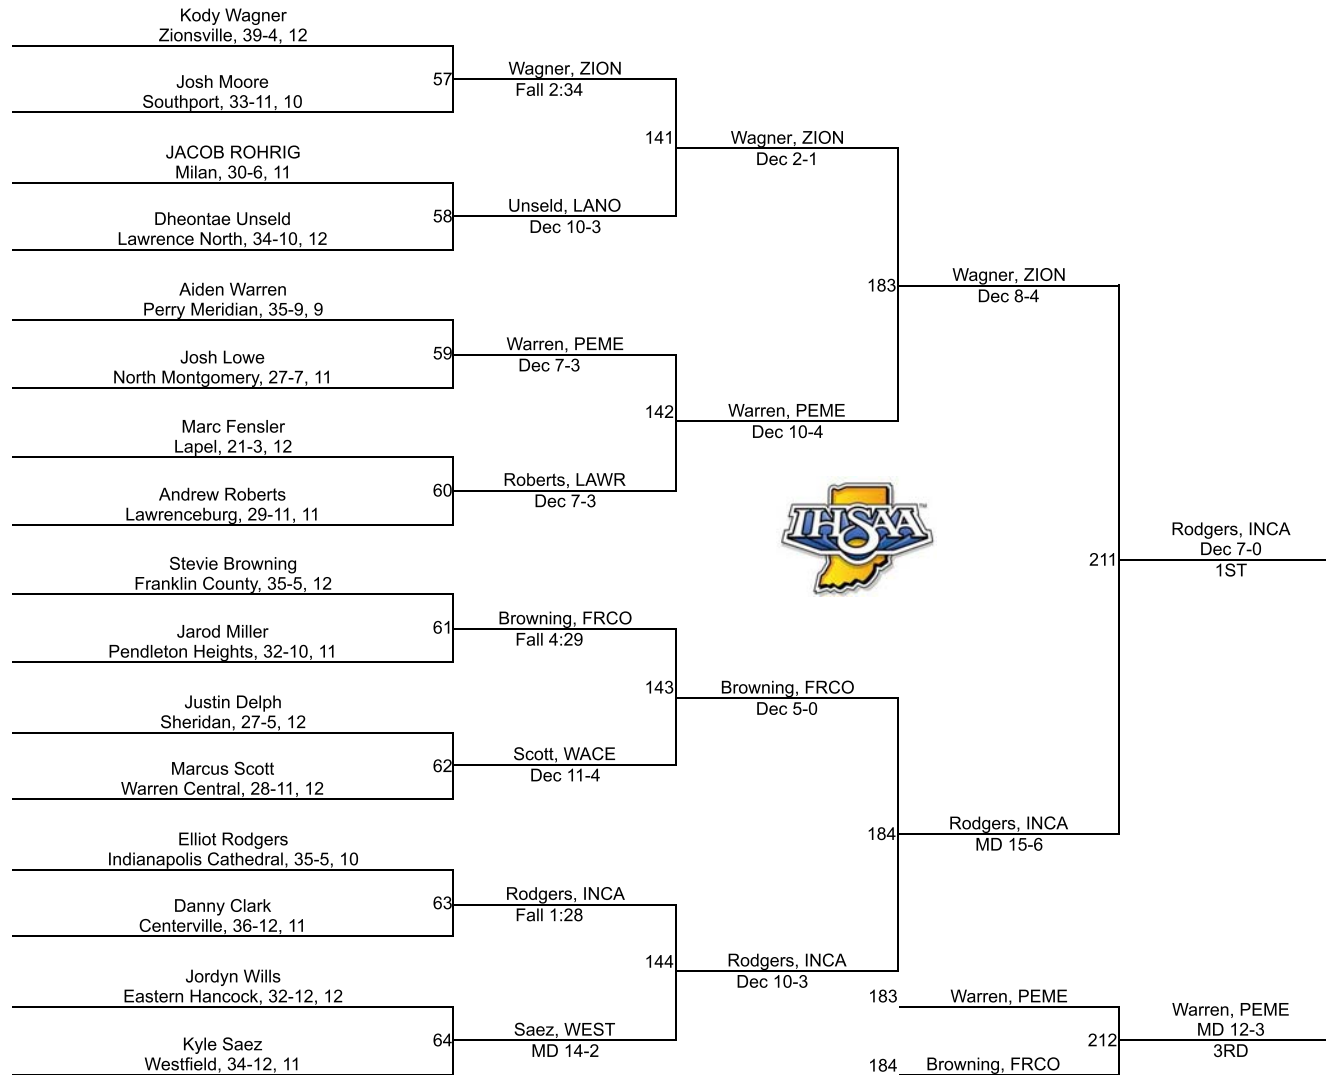 Kody Wagner
Zionsville, 39-4, 12
Josh Moore
Southport, 33-11, 10
JACOB ROHRIG
Milan, 30-6, 11
Dheontae Unseld
Lawrence North, 34-10, 12
Aiden Warren
Perry Meridian, 35-9, 9
Josh Lowe
North Montgomery, 27-7, 11
Marc Fensler
Lapel, 21-3, 12
Andrew Roberts
Lawrenceburg, 29-11, 11
Stevie Browning
Franklin County, 35-5, 12
Jarod Miller
Pendleton Heights, 32-10, 11
Justin Delph
Sheridan, 27-5, 12
Marcus Scott
Warren Central, 28-11, 12
Elliot Rodgers
Indianapolis Cathedral, 35-5, 10
Danny Clark
Centerville, 36-12, 11
Jordyn Wills
Eastern Hancock, 32-12, 12
Kyle Saez
Westfield, 34-12, 11
57
Wagner, ZION
Fall 2:34
58
Unseld, LANO
Dec 10-3
59
Warren, PEME
Dec 7-3
60
Roberts, LAWR
Dec 7-3
61
Browning, FRCO
Fall 4:29
62
Scott, WACE
Dec 11-4
63
Rodgers, INCA
Fall 1:28
64
Saez, WEST
MD 14-2
141
Wagner, ZION
Dec 2-1
142
Warren, PEME
Dec 10-4
143
Browning, FRCO
Dec 5-0
144
Rodgers, INCA
Dec 10-3
183
Wagner, ZION
Dec 8-4
184
Rodgers, INCA
MD 15-6
IHSAA
TM
211
Rodgers, INCA
Dec 7-0
1ST
183
Warren, PEME
184
Browning, FRCO
212
Warren, PEME
MD 12-3
3RD